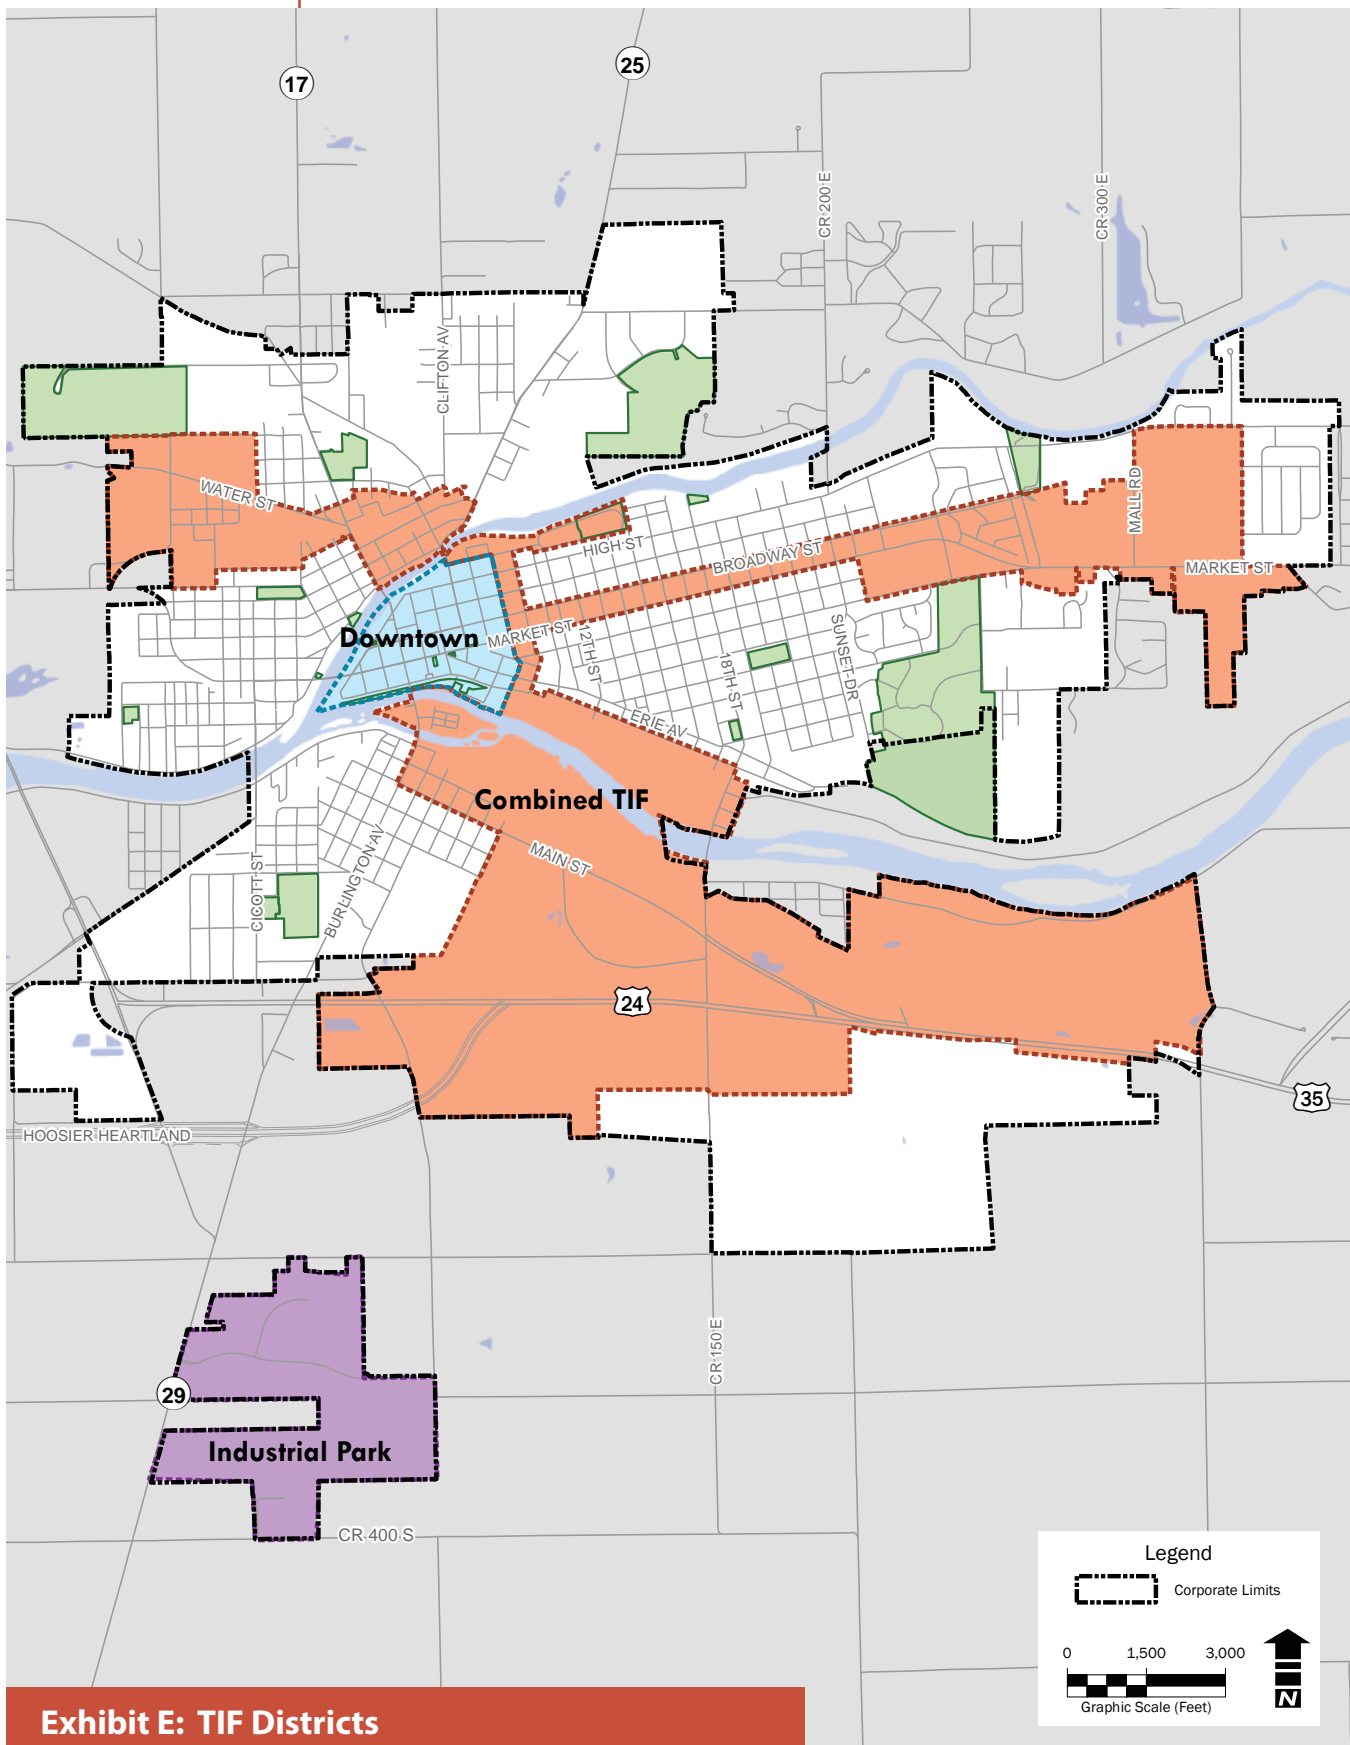 17
25
CR 200 E
CR 300 E
CLIFTON AV
WATER ST
MALL RD
HIGH ST
BROADWAY ST
MARKET ST
Downtown
MARKET ST
12TH ST
SUNSET DR
18TH ST
ERIE AV
Combined TIF
MAIN ST
CICOTT ST
BURLINGTON AV
24
35
HOOSIER HEARTLAND
CR 150 E
29
Industrial Park
CR 400 S
Legend
Corporate Limits
0 1,500 3,000
Graphic Scale (Feet)
N
Exhibit E: TIF Districts